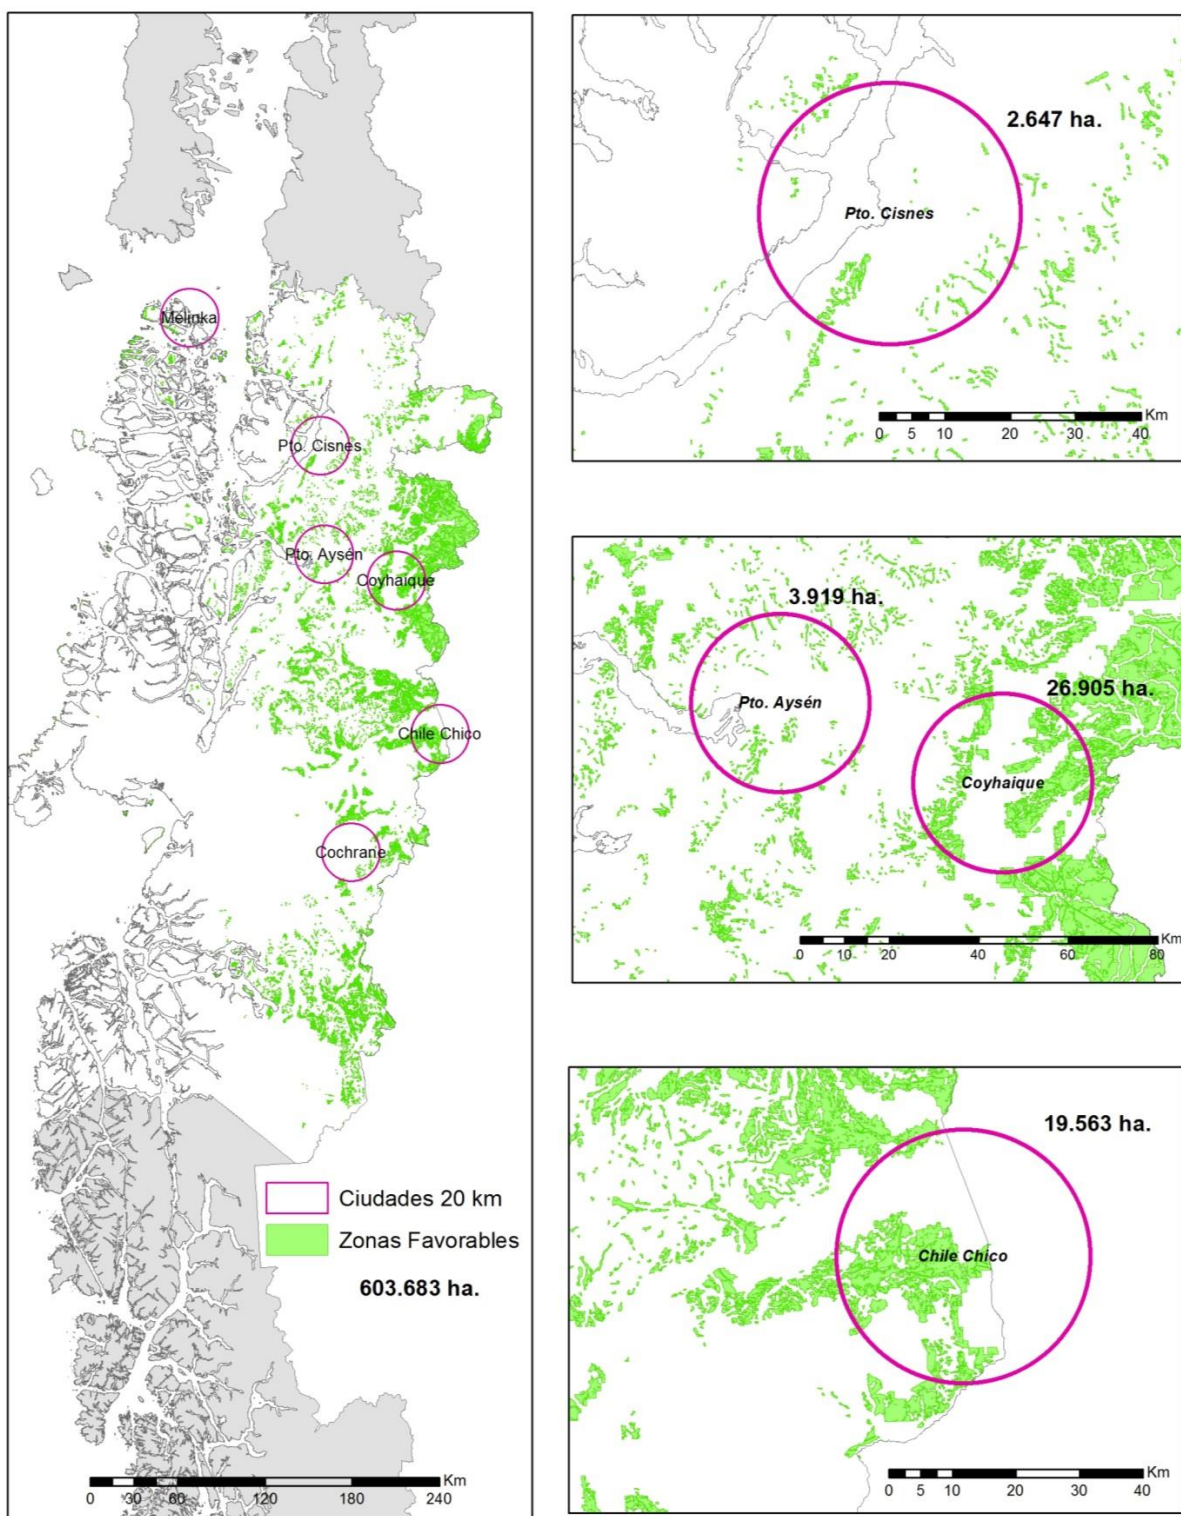 Melinka
Pto. Cisnes
Pto. Aysén
Coyhaique
Chile Chico
Cochrane
Ciudades 20 km
Zonas Favorables
603.683 ha.
Km
0 30 60 120 180 240
2.647 ha.
Pto. Cisnes
Km
0 5 10 20 30 40
3.919 ha.
Pto. Aysén
26.905 ha.
Coyhaique
Km
0 10 20 40 60 80
19.563 ha.
Chile Chico
Km
0 5 10 20 30 40